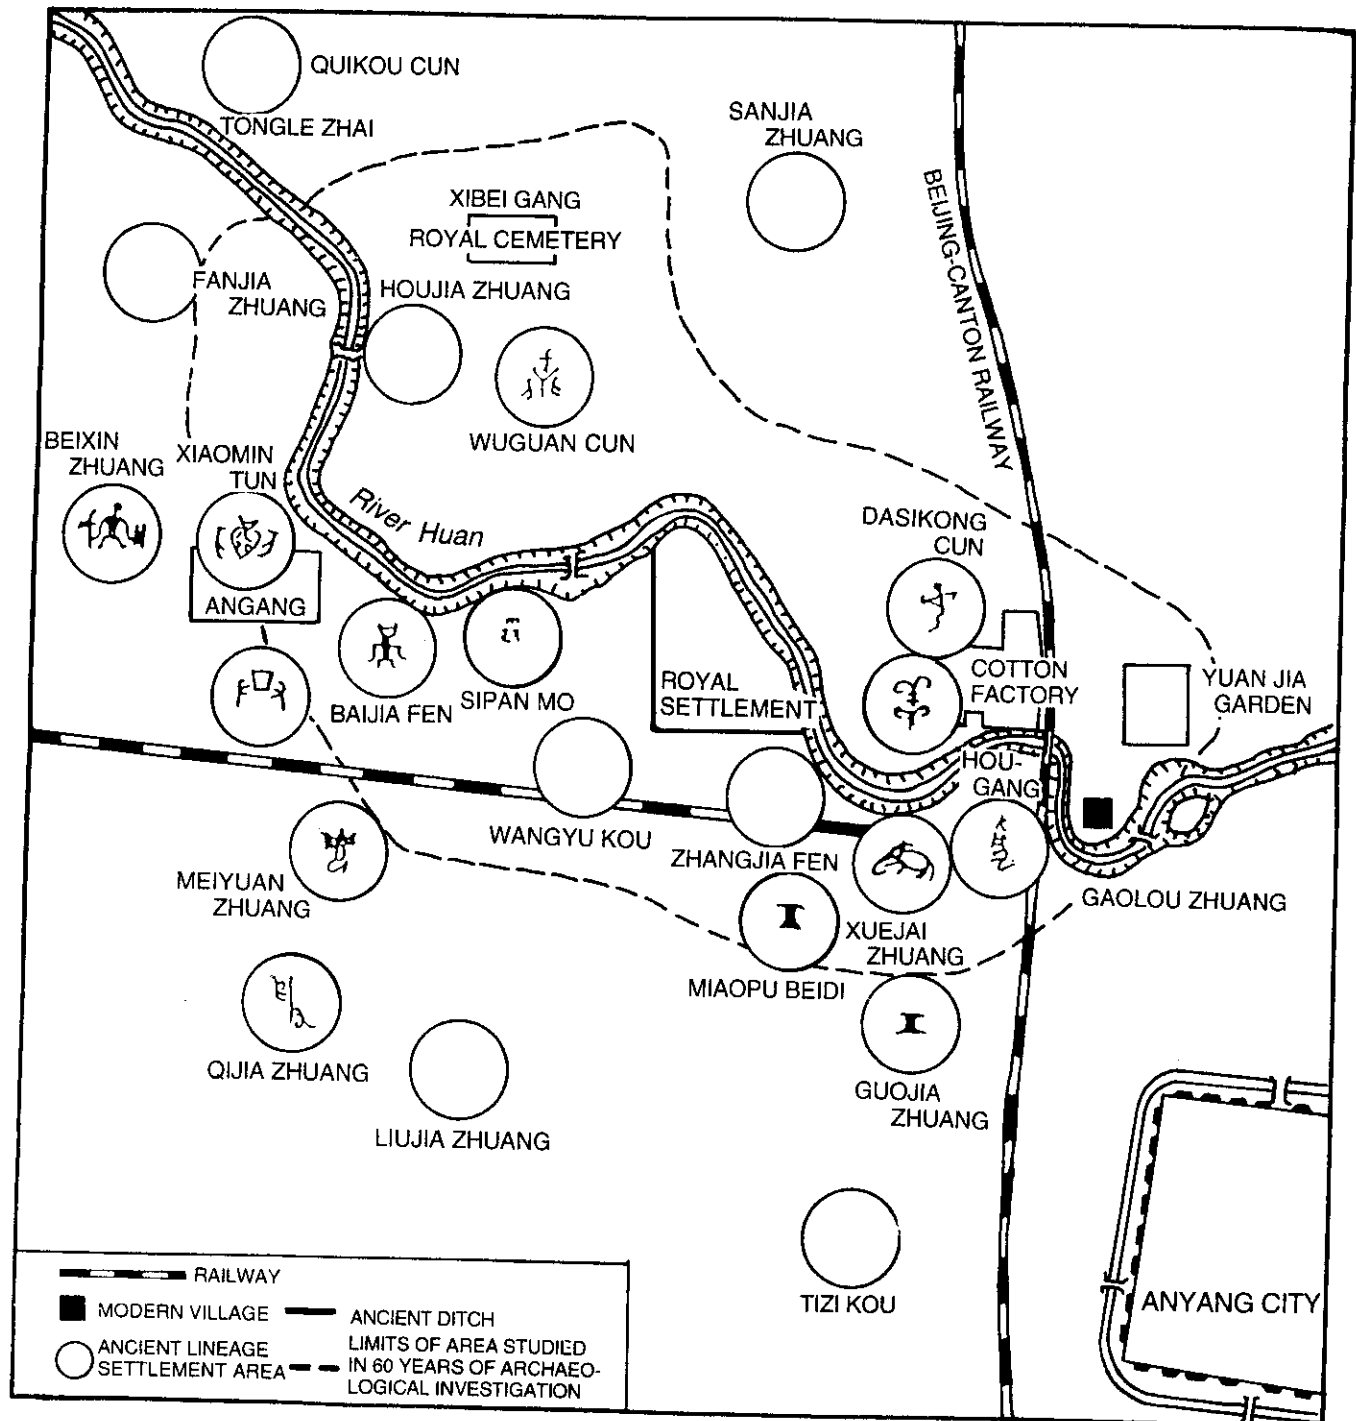 QUIKOU CUN
TONGLE ZHAI
SANJIA
ZHUANG
XIBEI GANG
ROYAL CEMETERY
BEIJING-CANTON RAILWAY
FANJIA
ZHUANG
HOUJIA ZHUANG
WUGUAN CUN
BEIXIN
ZHUANG
XIAOMIN
TUN
River Huan
DASIKONG
CUN
ANGANG
BAIJIA FEN
SIPAN MO
ROYAL
SETTLEMENT
COTTON
FACTORY
YUAN JIA
GARDEN
HOU-
GANG
WANGYU KOU
ZHANGJIA FEN
MEIYUAN
ZHUANG
GAOLOU ZHUANG
XUEJAI
ZHUANG
MIAOPU BEIDI
QIJIA ZHUANG
LIUJIA ZHUANG
GUOJIA
ZHUANG
TIZI KOU
ANYANG CITY
RAILWAY
MODERN VILLAGE
ANCIENT DITCH
ANCIENT LINEAGE
SETTLEMENT AREA
LIMITS OF AREA STUDIED
IN 60 YEARS OF ARCHAEO-
LOGICAL INVESTIGATION